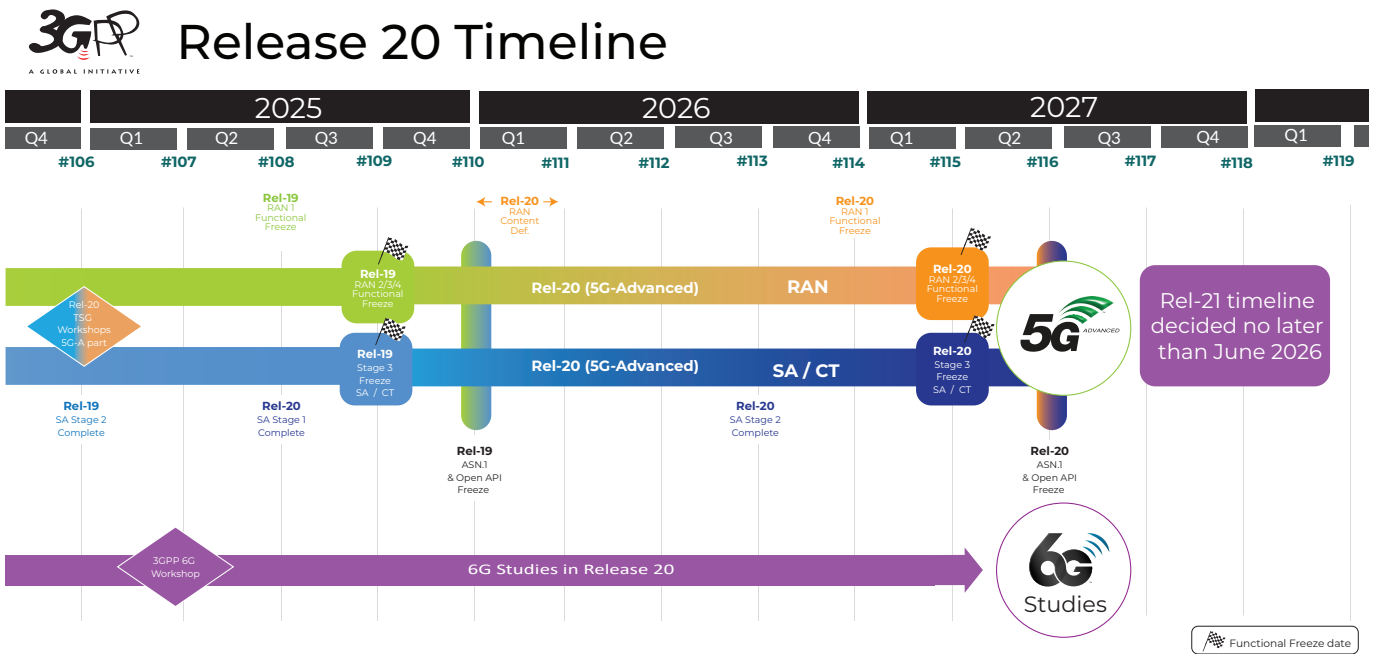 3GPP
A GLOBAL INITIATIVE
Release 20 Timeline
2025 2026 2027
Q4 Q1 Q2 Q3 Q4 Q1 Q2 Q3 Q4 Q1 Q2 Q3 Q4 Q1
#106 #107 #108 #109 #110 #111 #112 #113 #114 #115 #116 #117 #118 #119
Rel-19
RAN 1
Functional
Freeze
Rel-20
RAN
Content
Def.
Rel-20
RAN 1
Functional
Freeze
Rel-20
TSG
Workshops
5G-A part
Rel-19
RAN 2/3/4
Functional
Freeze
Rel-20 (5G-Advanced) RAN
Rel-20
RAN 2/3/4
Functional
Freeze
Rel-19
Stage 3
Freeze
SA / CT
Rel-20 (5G-Advanced) SA / CT
Rel-20
Stage 3
Freeze
SA / CT
5G ADVANCED
Rel-21 timeline
decided no later
than June 2026
Rel-19
SA Stage 2
Complete
Rel-20
SA Stage 1
Complete
Rel-20
SA Stage 2
Complete
Rel-19
ASN.1
& Open API
Freeze
Rel-20
ASN.1
& Open API
Freeze
3GPP 6G
Workshop
6G Studies in Release 20
6G
Studies
Functional Freeze date